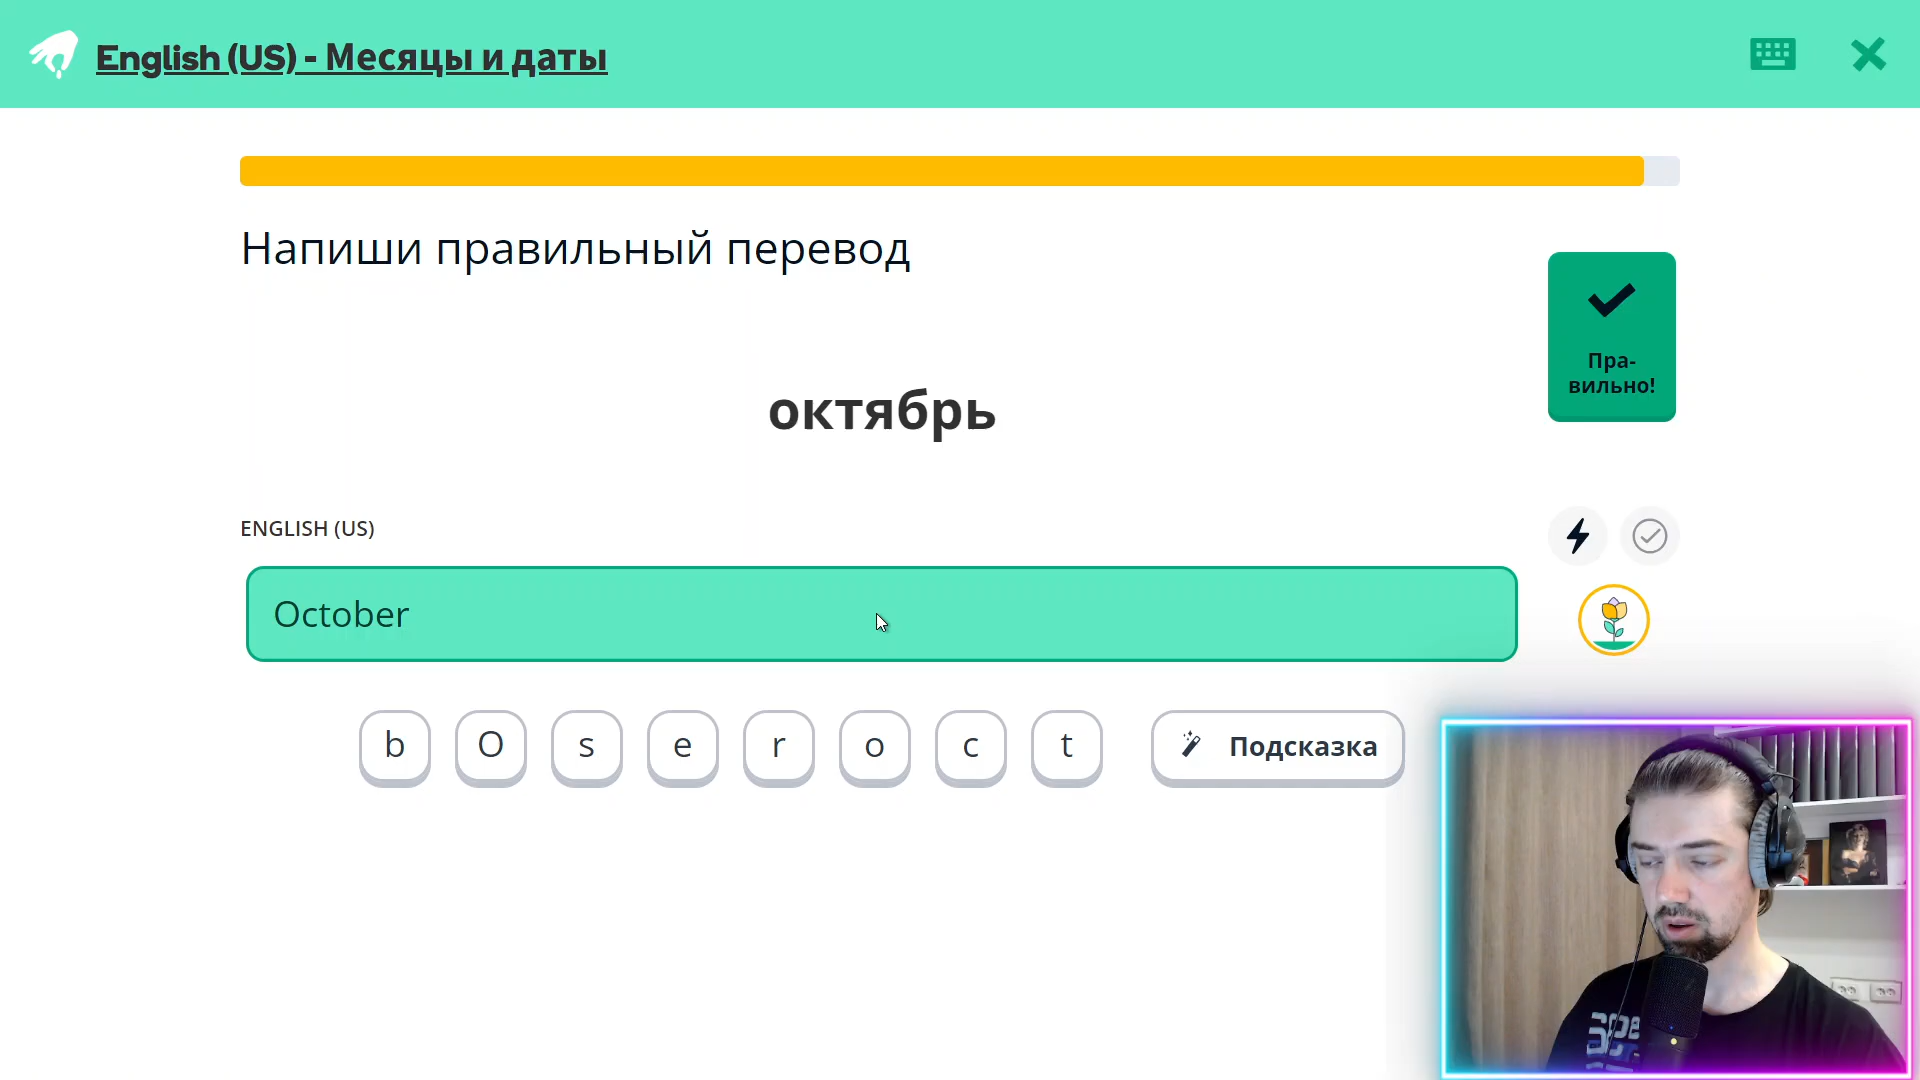 English (US) - Месяцы и даты
Напиши правильный перевод
Пра-
вильно!
октябрь
ENGLISH (US)
October
b O s e r o c t Подсказка